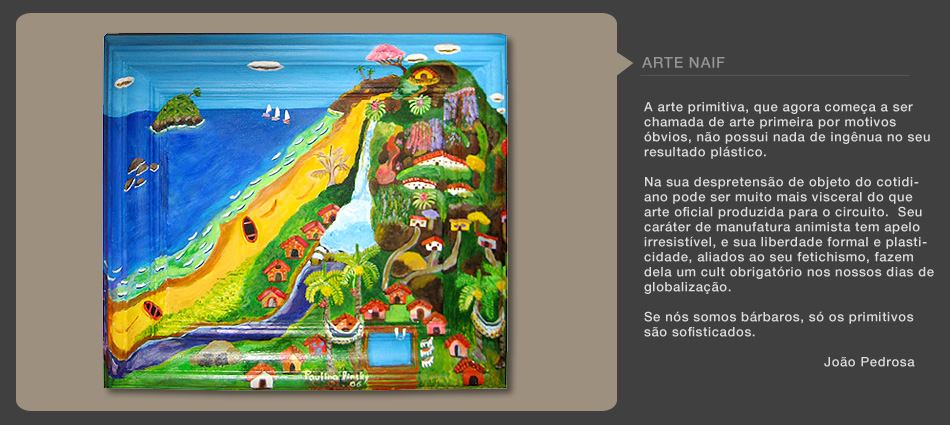 ARTE NAIF
A arte primitiva, que agora começa a ser
chamada de arte primeira por motivos
óbvios, não possui nada de ingênua no seu
resultado plástico.
Na sua despretensão de objeto do cotidi-
ano pode ser muito mais visceral do que
arte oficial produzida para o circuito.  Seu
caráter de manufatura animista tem apelo
irresistível, e sua liberdade formal e plasti-
cidade, aliados ao seu fetichismo, fazem
dela um cult obrigatório nos nossos dias de
globalização.
Se nós somos bárbaros, só os primitivos
são sofisticados.
João Pedrosa
06